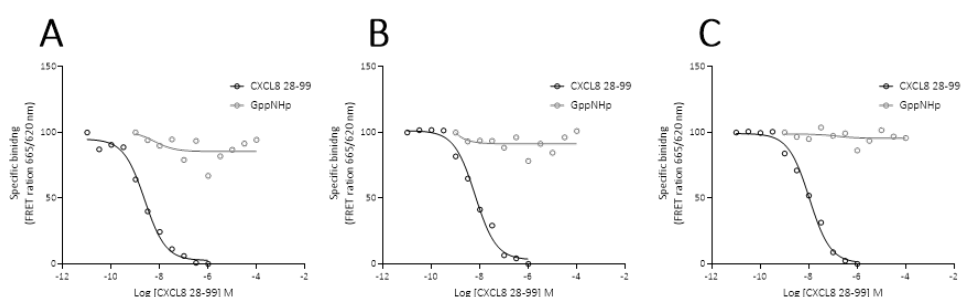 A
B
C
150
100
50
0
Specific bininding
(FRET ration 665/620 nm)
CXCL8 28-99
GppNHp
-12 -10 -8 -6 -4 -2
Log [CXCL8 28-99] M
150
100
50
0
Specific bininding
(FRET ration 665/620 nm)
CXCL8 28-99
GppNHp
-12 -10 -8 -6 -4 -2
Log [CXCL8 28-99] M
150
100
50
0
Specific bininding
(FRET ration 665/620 nm)
CXCL8 28-99
GppNHp
-12 -10 -8 -6 -4 -2
Log [CXCL8 28-99] M